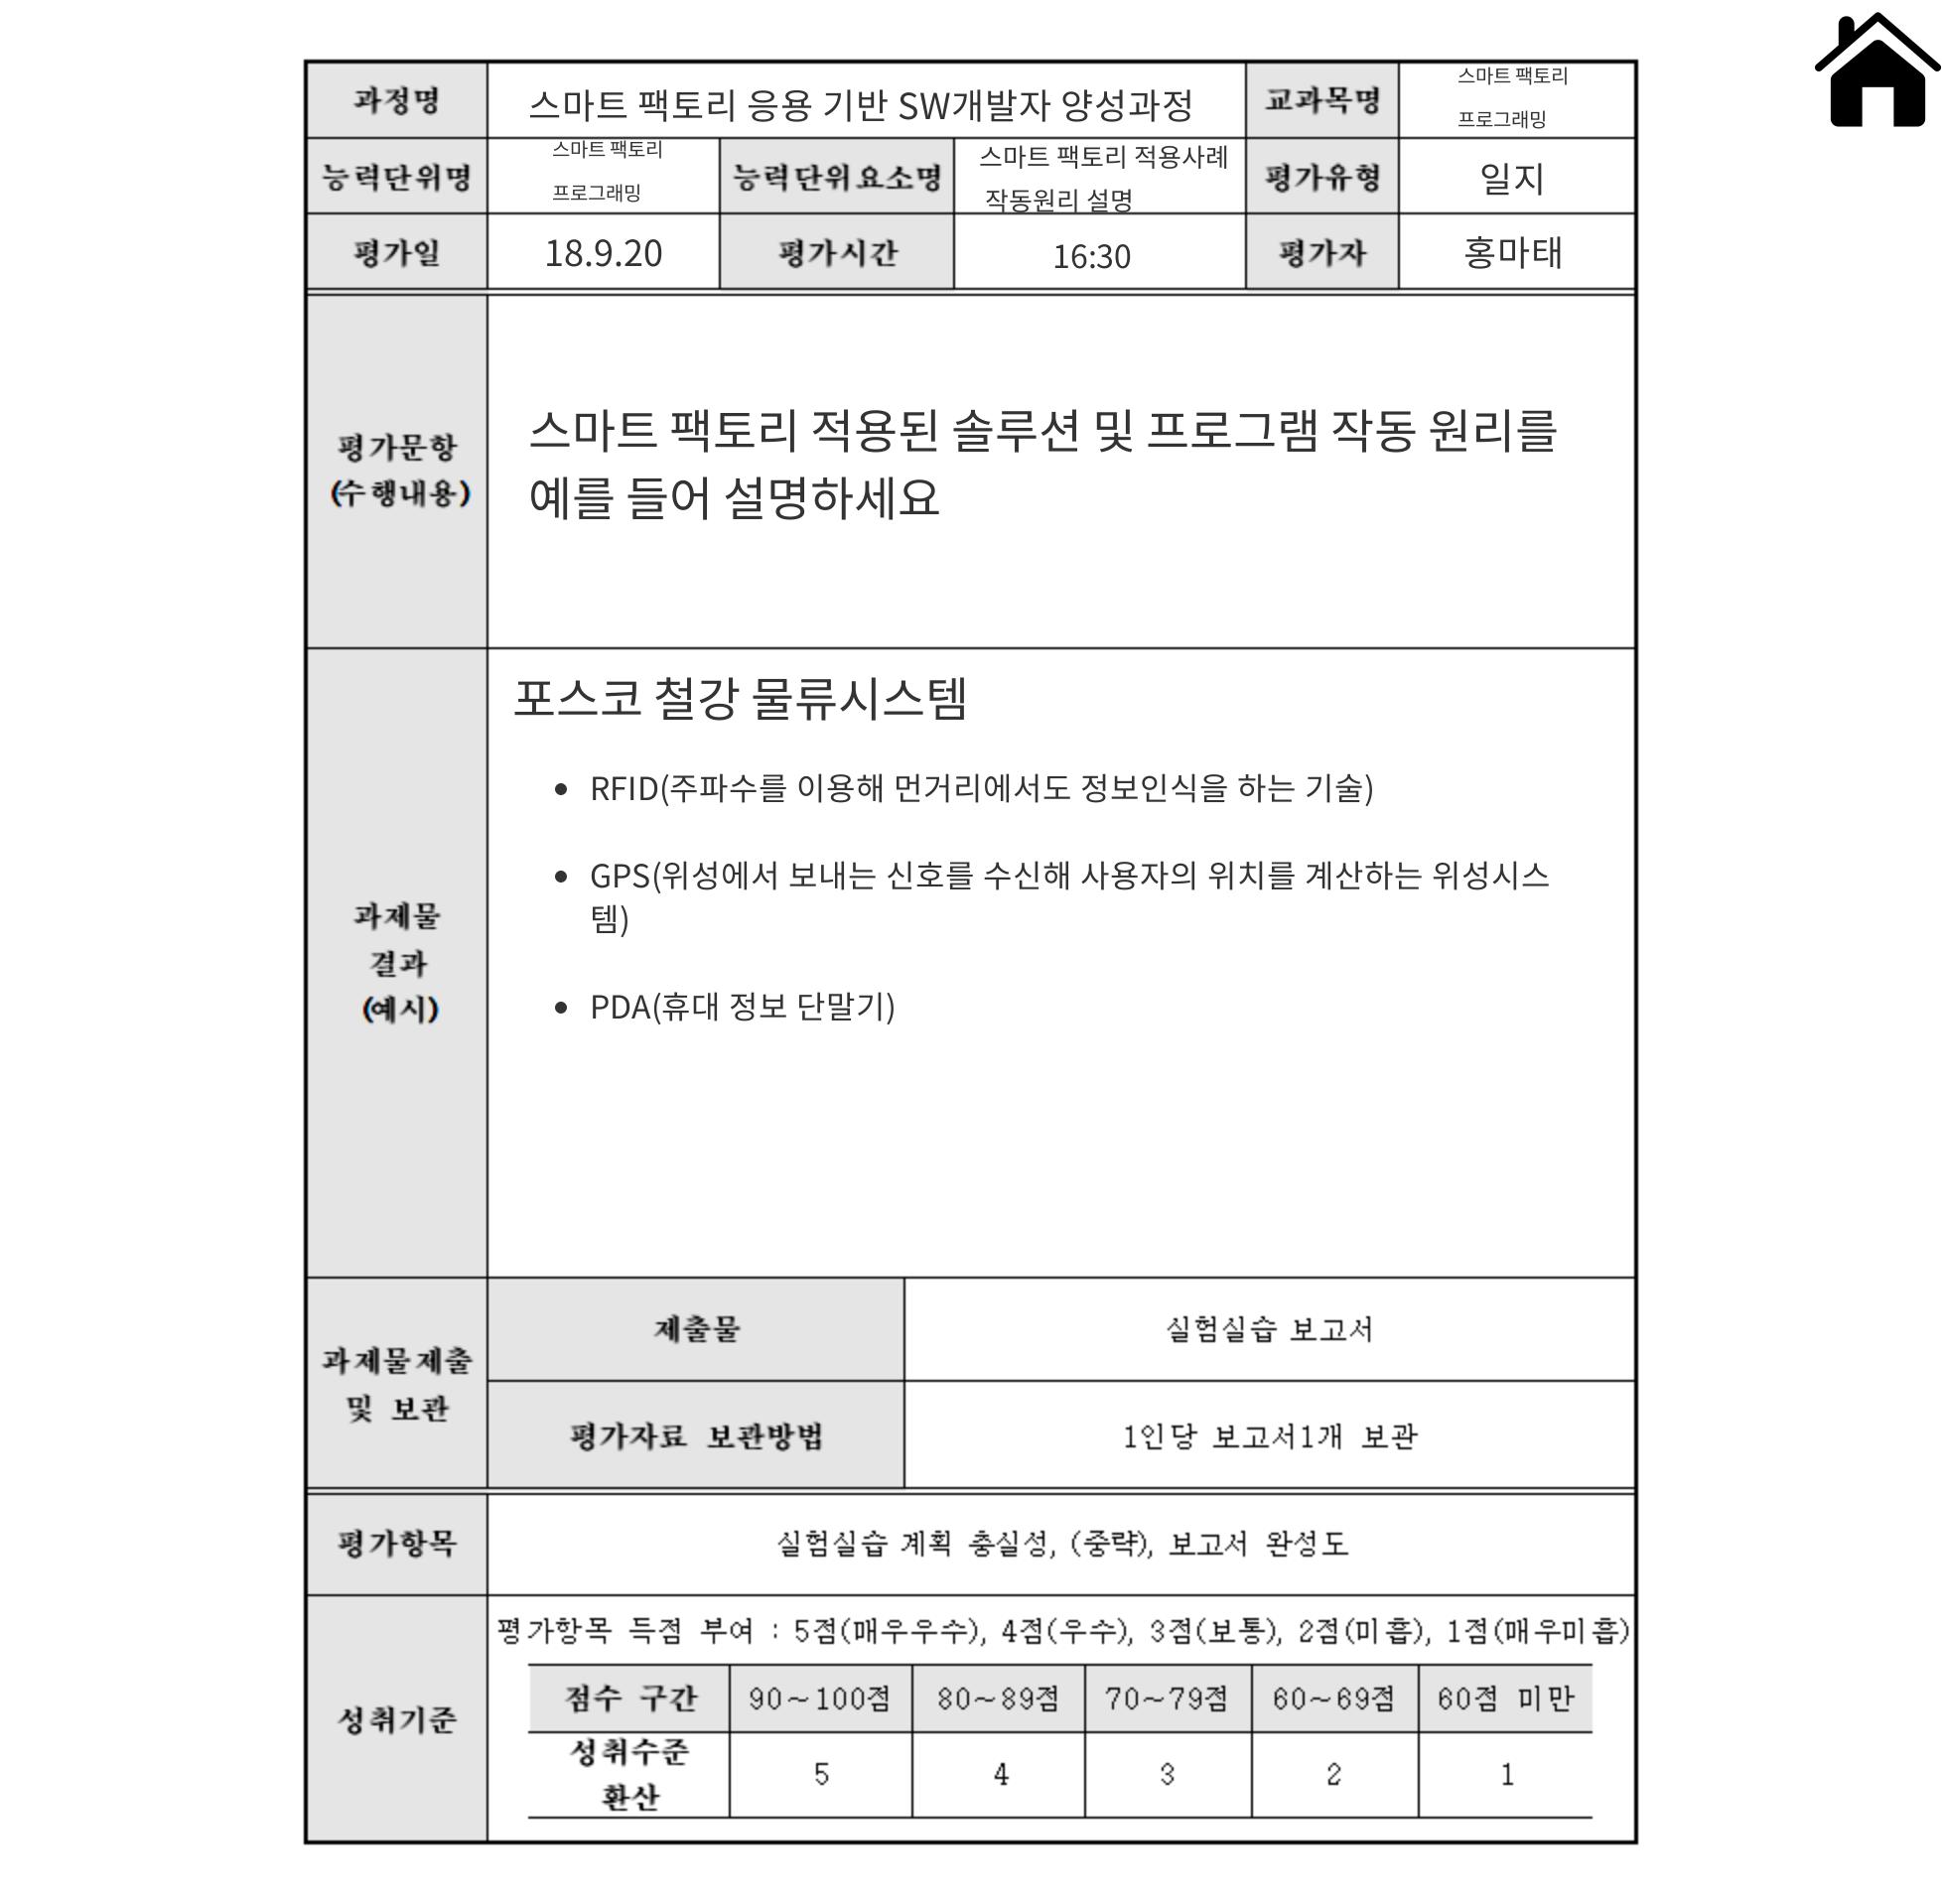 과정명
스마트 팩토리 응용 기반 SW개발자 양성과정
교과목명
스마트 팩토리
프로그래밍
능력단위명
스마트 팩토리
프로그래밍
능력단위요소명
스마트 팩토리 적용사례
작동원리 설명
평가유형
일지
평가일
18.9.20
평가시간
16:30
평가자
홍마태
평가문항
(수행내용)
스마트 팩토리 적용된 솔루션 및 프로그램 작동 원리를
예를 들어 설명하세요
과제물
결과
(예시)
포스코 철강 물류시스템
• RFID(주파수를 이용해 먼거리에서도 정보인식을 하는 기술)
• GPS(위성에서 보내는 신호를 수신해 사용자의 위치를 계산하는 위성시스
템)
• PDA(휴대 정보 단말기)
과제물제출
및 보관
제출물
실험실습 보고서
평가자료 보관방법
1인당 보고서1개 보관
평가항목
실험실습 계획 충실성, (중략), 보고서 완성도
성취기준
평가항목 득점 부여 : 5점(매우우수), 4점(우수), 3점(보통), 2점(미흡), 1점(매우미흡)
점수 구간 90~100점 80~89점 70~79점 60~69점 60점 미만
성취수준
환산
5 4 3 2 1